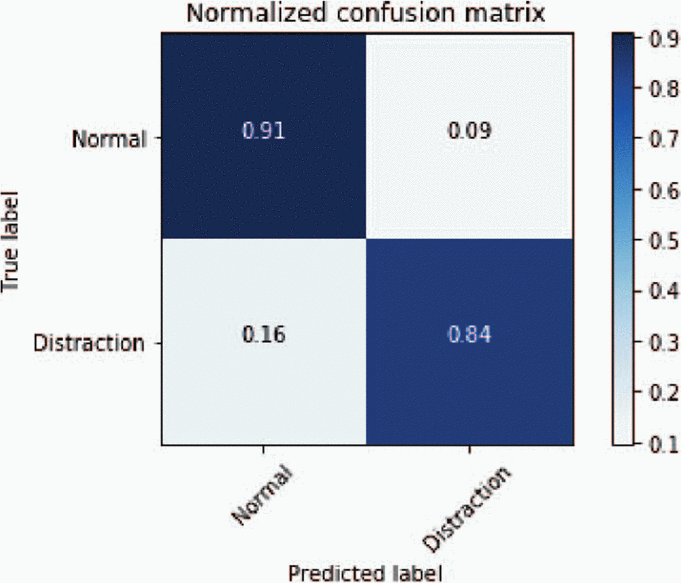 Normalized confusion matrix
True label
Normal
Distraction
0.91
0.09
0.16
0.84
Normal
Distraction
Predicted label
0.9
0.8
0.7
0.6
0.5
0.4
0.3
0.2
0.1